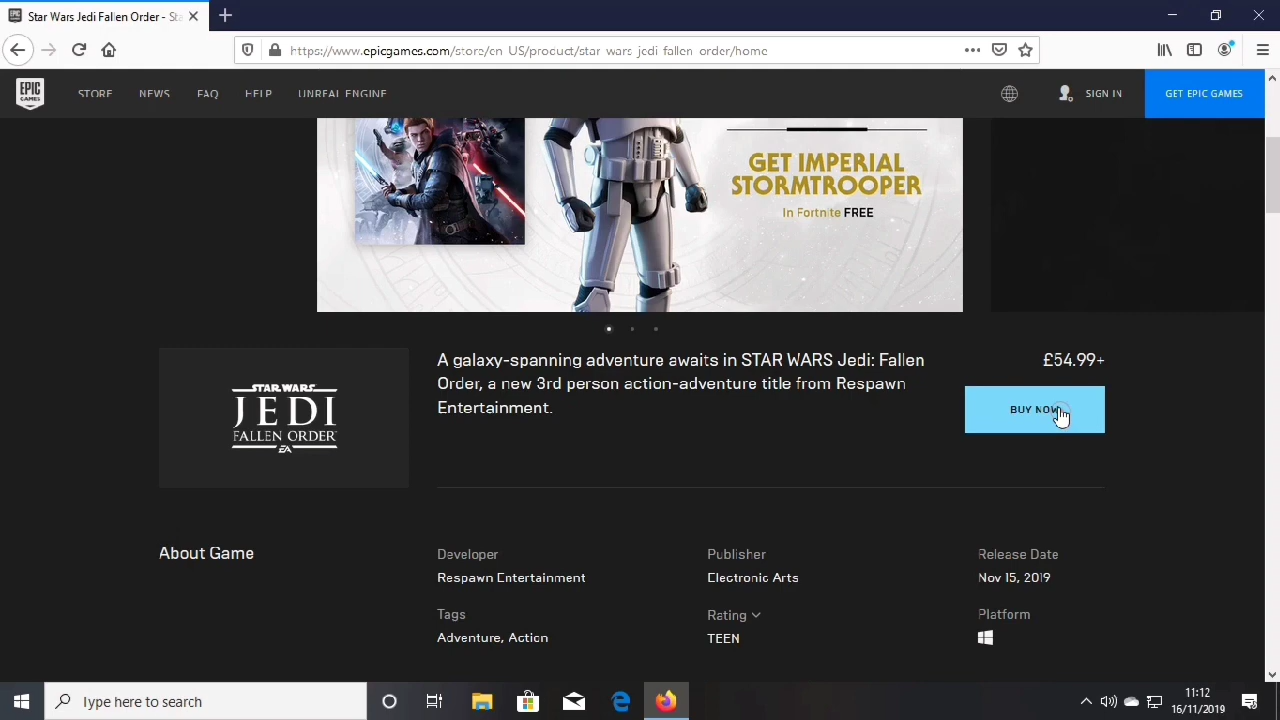 Star Wars Jedi Fallen Order - Sta
https://www.epicgames.com/store/en-US/product/star-wars-jedi-fallen-order/home
EPIC
GAMES
STORE
NEWS
FAQ
HELP
UNREAL ENGINE
SIGN IN
GET EPIC GAMES
GET IMPERIAL
STORMTROOPER
In Fortnite FREE
STAR WARS
JEDI
FALLEN ORDER
EA
A galaxy-spanning adventure awaits in STAR WARS Jedi: Fallen
Order, a new 3rd person action-adventure title from Respawn
Entertainment.
£54.99+
BUY NOW
About Game
Developer
Respawn Entertainment
Publisher
Electronic Arts
Release Date
Nov 15, 2019
Tags
Adventure, Action
Rating
TEEN
Platform
Type here to search
11:12
16/11/2019